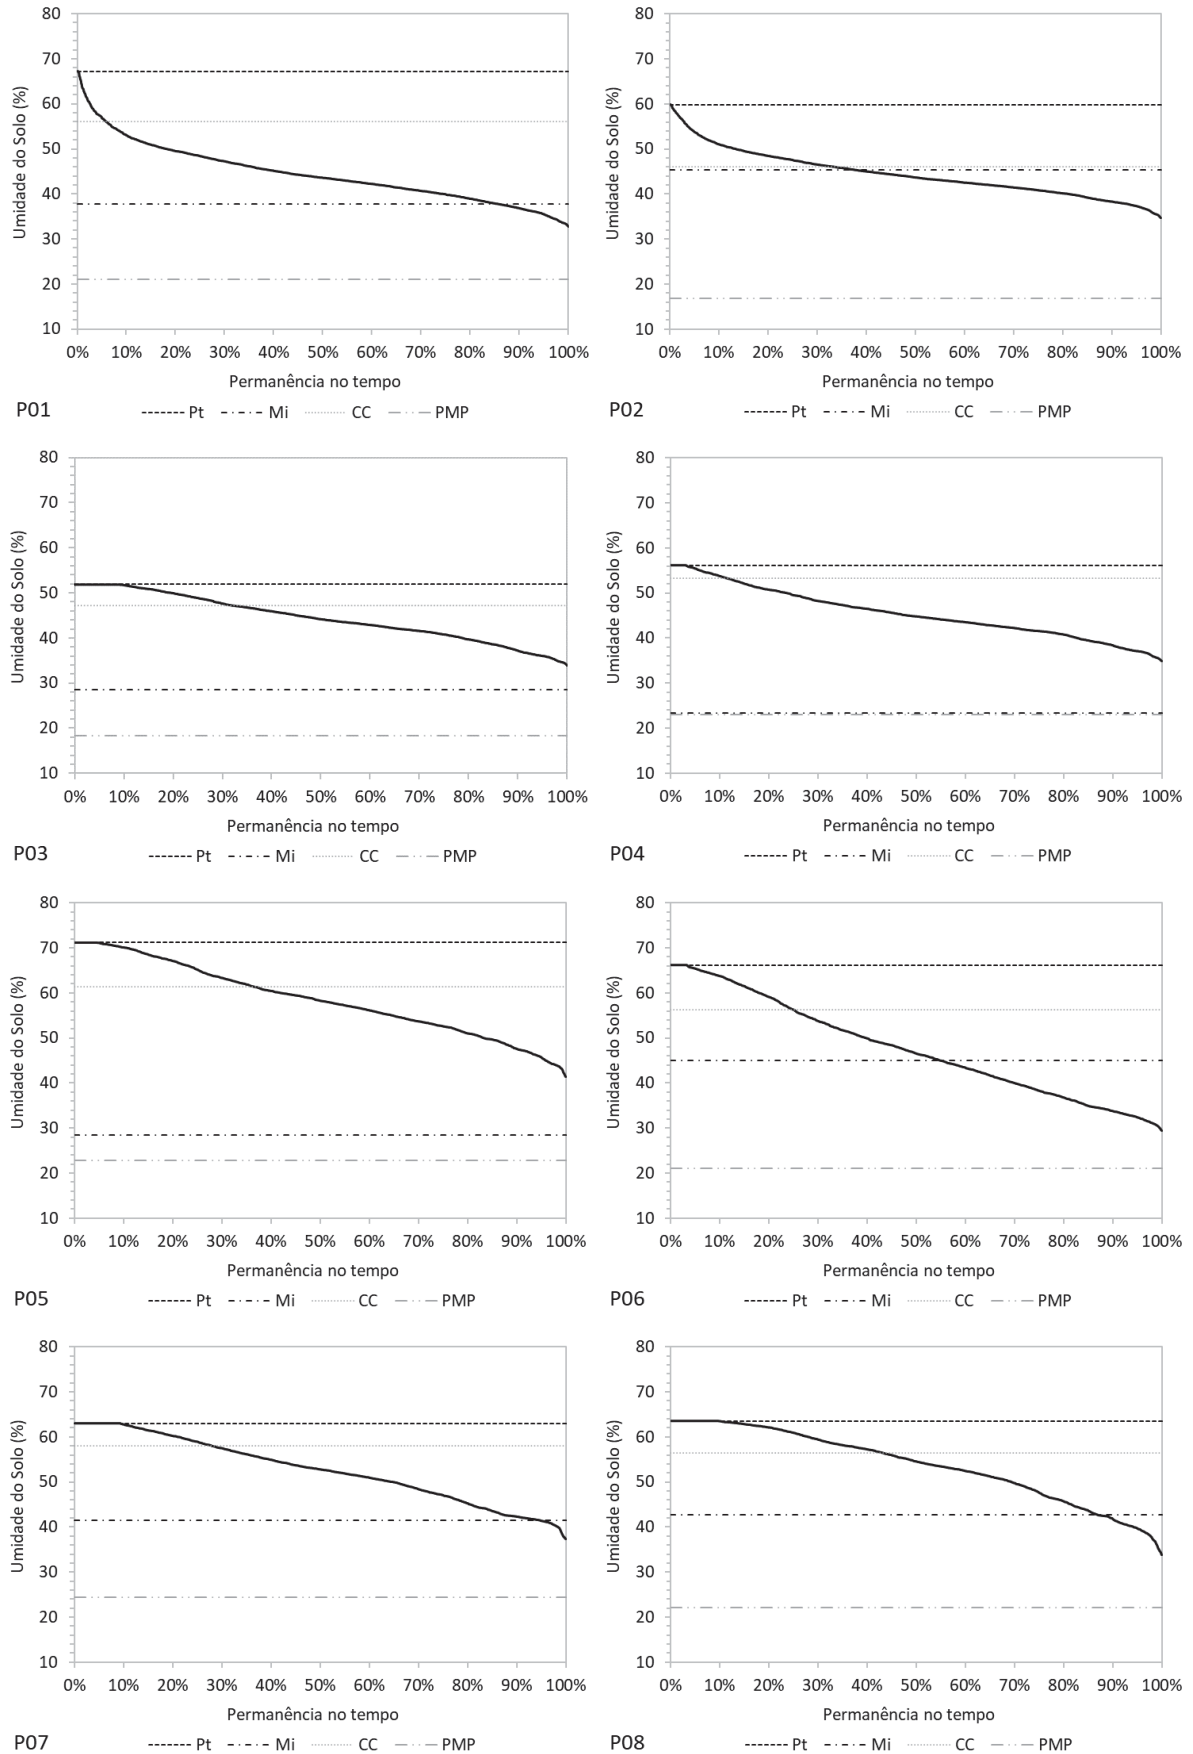 Umidade do Solo (%)
80
70
60
50
40
30
20
10
0% 10% 20% 30% 40% 50% 60% 70% 80% 90% 100%
Permanência no tempo
P01 Pt Mi CC PMP
Umidade do Solo (%)
80
70
60
50
40
30
20
10
0% 10% 20% 30% 40% 50% 60% 70% 80% 90% 100%
Permanência no tempo
P02 Pt Mi CC PMP
Umidade do Solo (%)
80
70
60
50
40
30
20
10
0% 10% 20% 30% 40% 50% 60% 70% 80% 90% 100%
Permanência no tempo
P03 Pt Mi CC PMP
Umidade do Solo (%)
80
70
60
50
40
30
20
10
0% 10% 20% 30% 40% 50% 60% 70% 80% 90% 100%
Permanência no tempo
P04 Pt Mi CC PMP
Umidade do Solo (%)
80
70
60
50
40
30
20
10
0% 10% 20% 30% 40% 50% 60% 70% 80% 90% 100%
Permanência no tempo
P05 Pt Mi CC PMP
Umidade do Solo (%)
80
70
60
50
40
30
20
10
0% 10% 20% 30% 40% 50% 60% 70% 80% 90% 100%
Permanência no tempo
P06 Pt Mi CC PMP
Umidade do Solo (%)
80
70
60
50
40
30
20
10
0% 10% 20% 30% 40% 50% 60% 70% 80% 90% 100%
Permanência no tempo
P07 Pt Mi CC PMP
Umidade do Solo (%)
80
70
60
50
40
30
20
10
0% 10% 20% 30% 40% 50% 60% 70% 80% 90% 100%
Permanência no tempo
P08 Pt Mi CC PMP